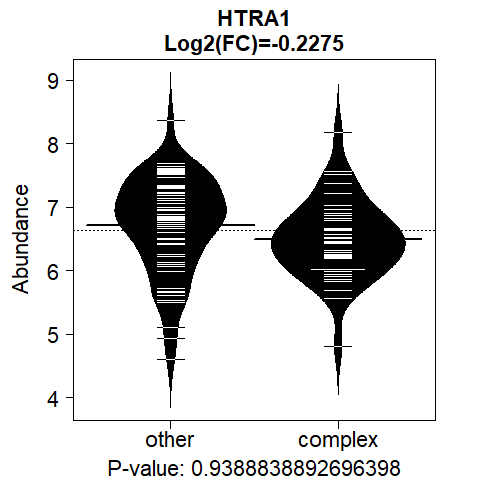 HTRA1
Log2(FC)=-0.2275
9
8
7
6
5
4
Abundance
other complex
P-value: 0.9388838892696398